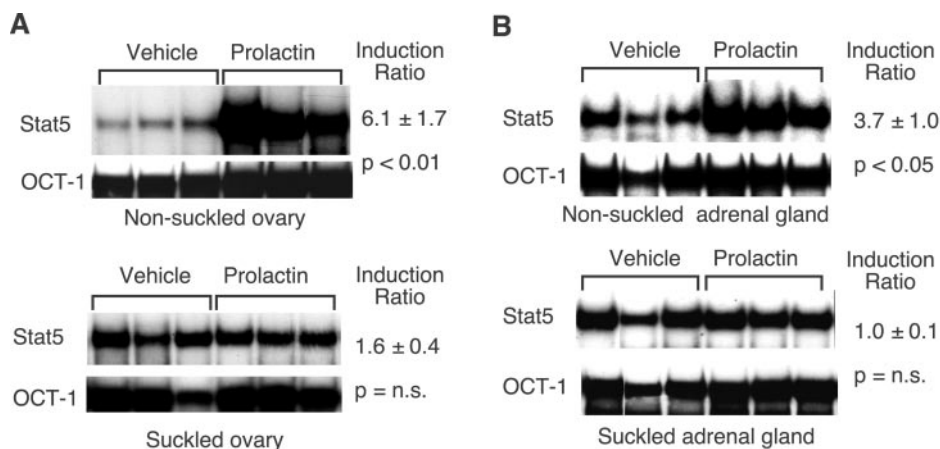 A
Vehicle Prolactin Induction Ratio
Stat5 6.1 ± 1.7
OCT-1 p < 0.01
Non-suckled ovary
Vehicle Prolactin Induction Ratio
Stat5 1.6 ± 0.4
OCT-1 p = n.s.
Suckled ovary
B
Vehicle Prolactin Induction Ratio
Stat5 3.7 ± 1.0
OCT-1 p < 0.05
Non-suckled adrenal gland
Vehicle Prolactin Induction Ratio
Stat5 1.0 ± 0.1
OCT-1 p = n.s.
Suckled adrenal gland